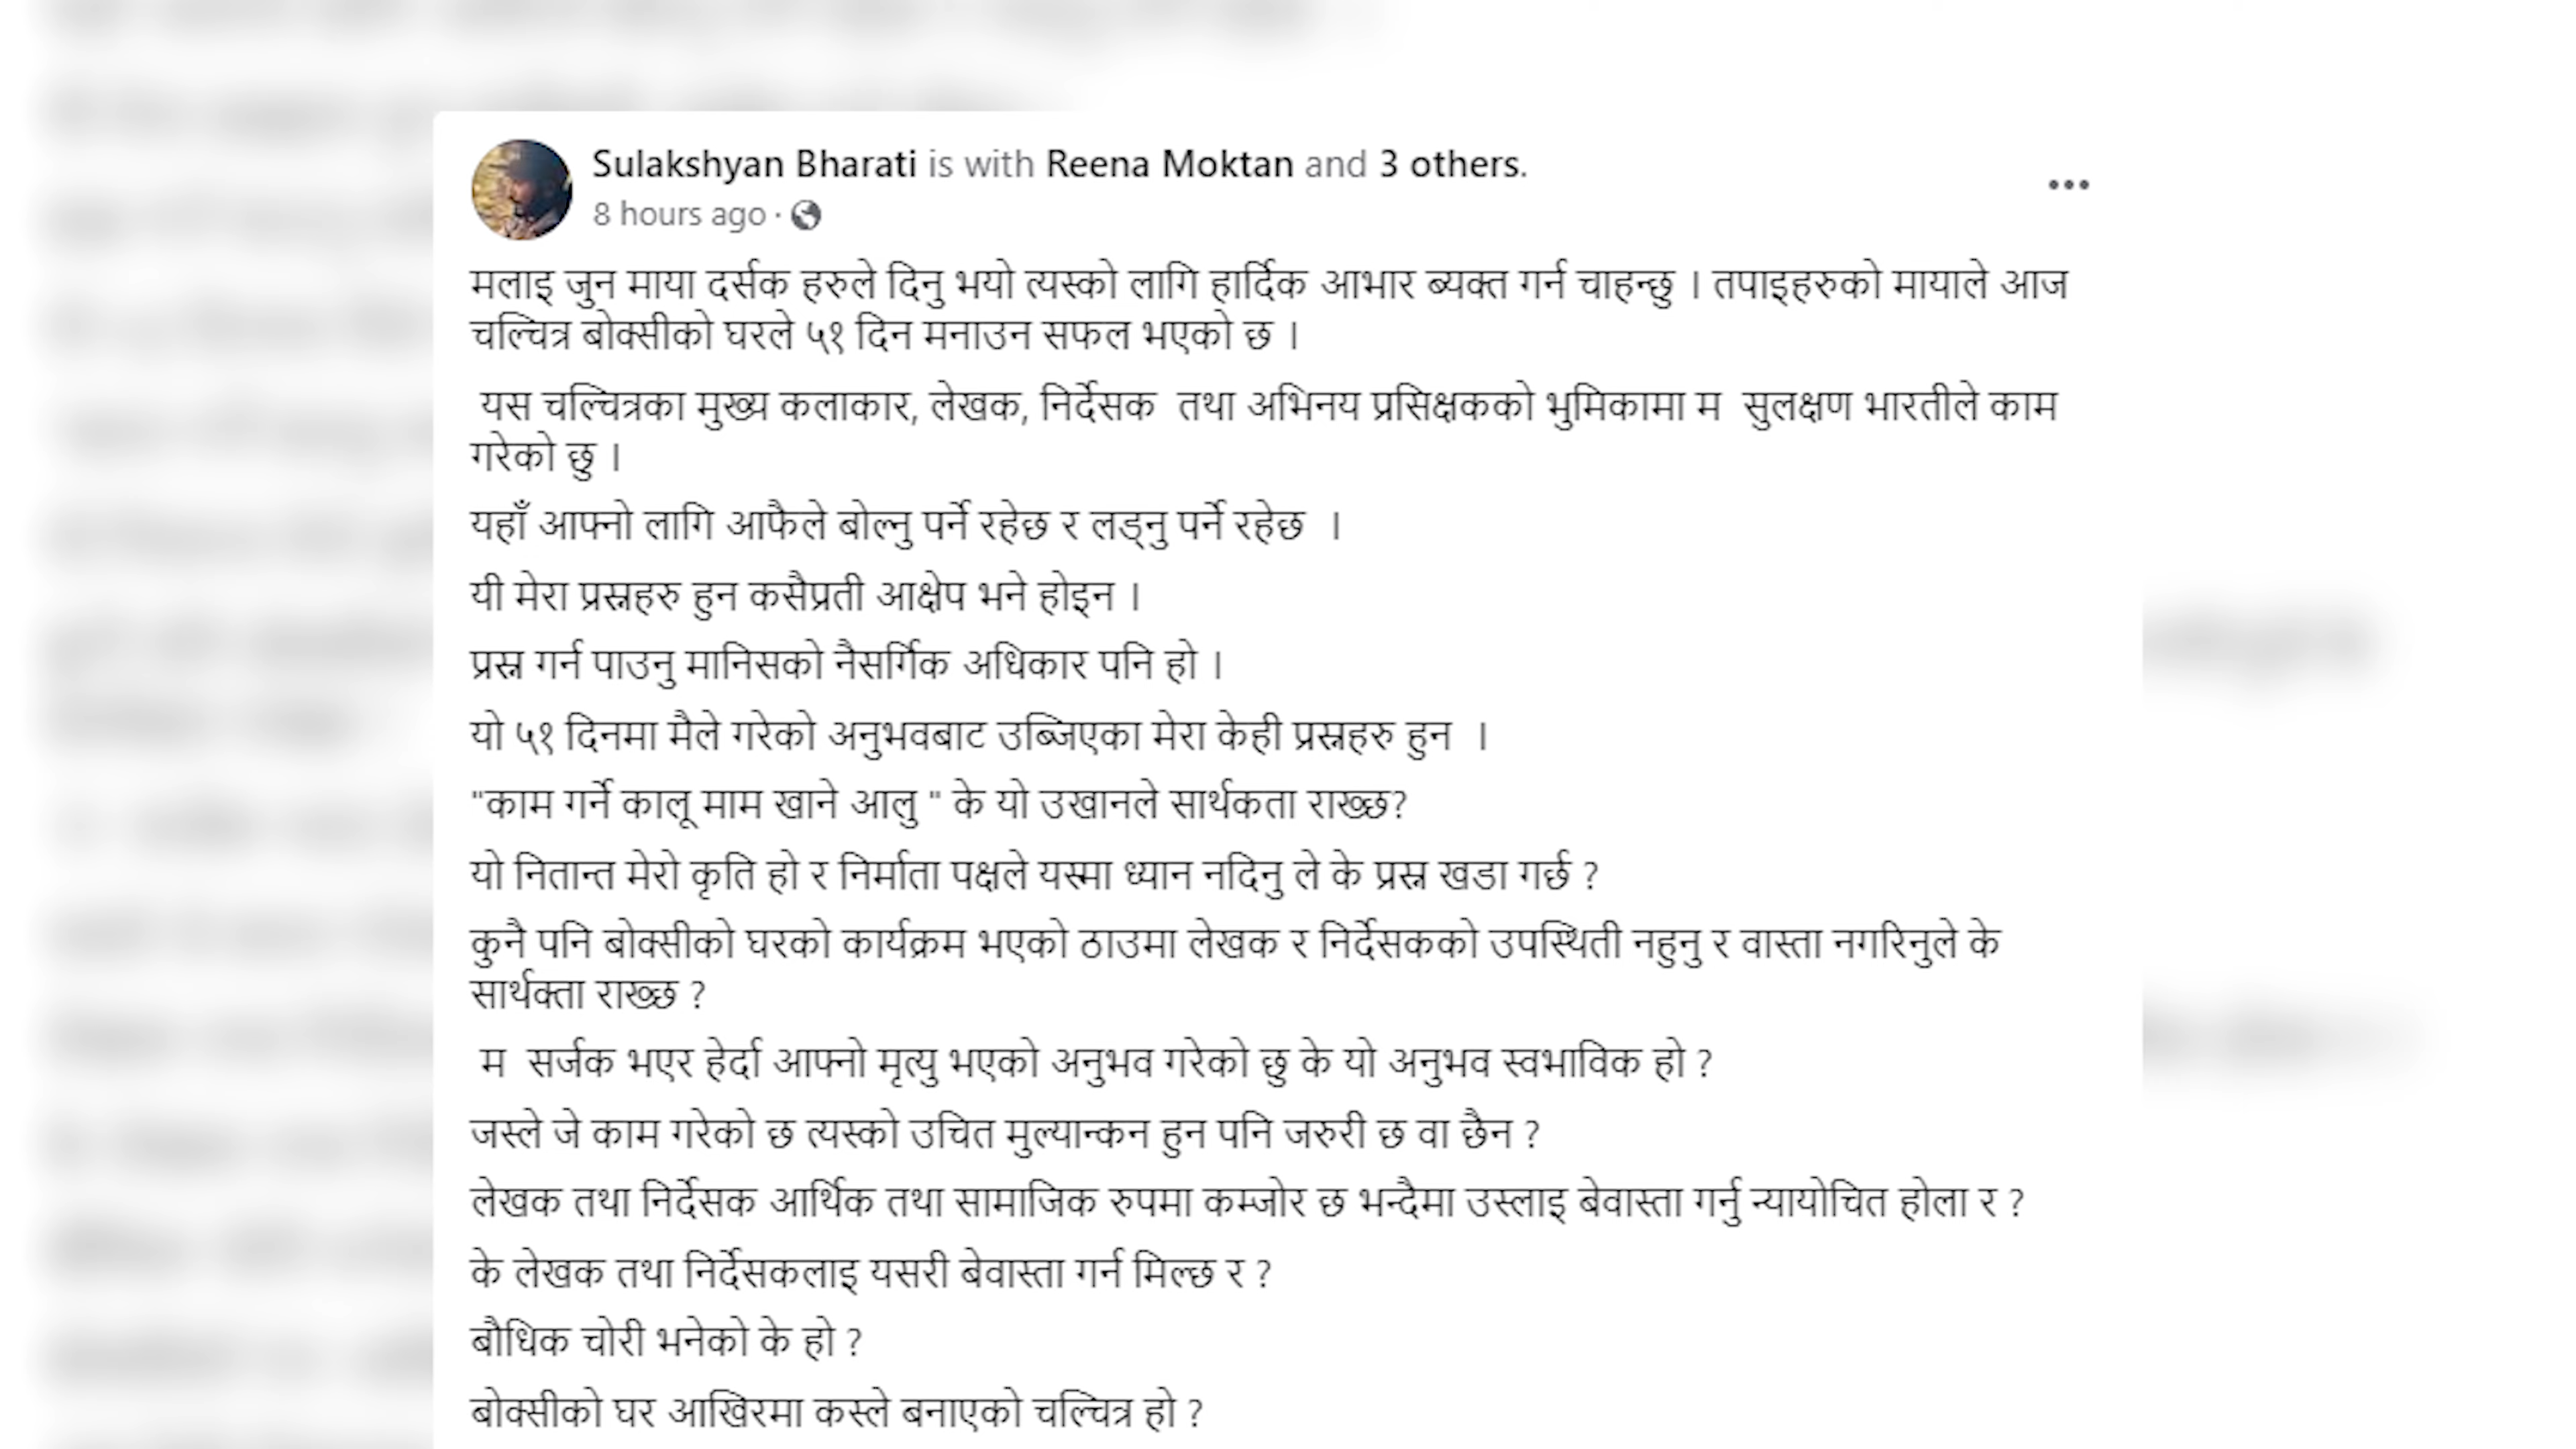 Sulakshyan Bharati is with Reena Moktan and 3 others.
8 hours ago ·
मलाइ जुन माया दर्सक हरुले दिनु भयो त्यस्को लागि हार्दिक आभार ब्यक्त गर्न चाहन्छु । तपाइहरुको मायाले आज
चल्चित्र बोक्सीको घरले ५१ दिन मनाउन सफल भएको छ ।
यस चल्चित्रका मुख्य कलाकार, लेखक, निर्देसक तथा अभिनय प्रसिक्षकको भुमिकामा म सुलक्षण भारतीले काम
गरेको छु ।
यहाँ आफ्नो लागि आफैले बोल्नु पर्ने रहेछ र लड्नु पर्ने रहेछ ।
यी मेरा प्रस्नहरु हुन कसैप्रती आक्षेप भने होइन ।
प्रस्न गर्न पाउनु मानिसको नैसर्गिक अधिकार पनि हो ।
यो ५१ दिनमा मैले गरेको अनुभवबाट उब्जिएका मेरा केही प्रस्नहरु हुन ।
"काम गर्ने कालू माम खाने आलु " के यो उखानले सार्थकता राख्छ?
यो नितान्त मेरो कृति हो र निर्माता पक्षले यस्मा ध्यान नदिनु ले के प्रस्न खडा गर्छ ?
कुनै पनि बोक्सीको घरको कार्यक्रम भएको ठाउमा लेखक र निर्देसकको उपस्थिती नहुनु र वास्ता नगरिनुले के
सार्थक्ता राख्छ ?
म सर्जक भएर हेर्दा आफ्नो मृत्यु भएको अनुभव गरेको छु के यो अनुभव स्वभाविक हो ?
जस्ले जे काम गरेको छ त्यस्को उचित मुल्यान्कन हुन पनि जरुरी छ वा छैन ?
लेखक तथा निर्देसक आर्थिक तथा सामाजिक रुपमा कम्जोर छ भन्दैमा उस्लाइ बेवास्ता गर्नु न्यायोचित होला र ?
के लेखक तथा निर्देसकलाइ यसरी बेवास्ता गर्न मिल्छ र ?
बौधिक चोरी भनेको के हो ?
बोक्सीको घर आखिरमा कस्ले बनाएको चल्चित्र हो ?